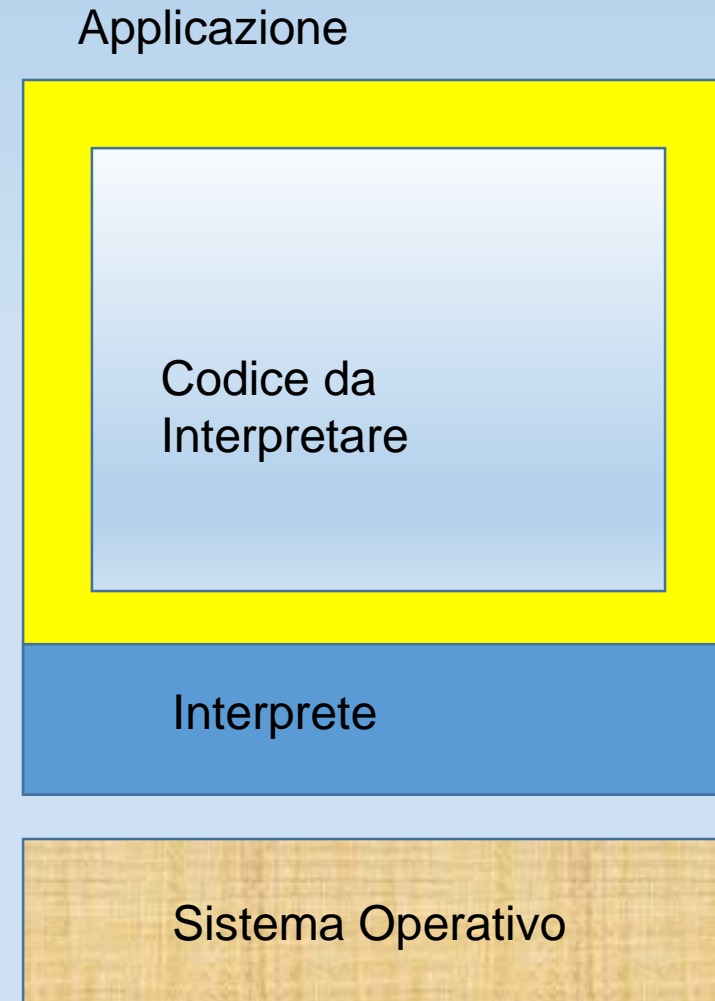 Applicazione
Codice da
Interpretare
Interprete
Sistema Operativo